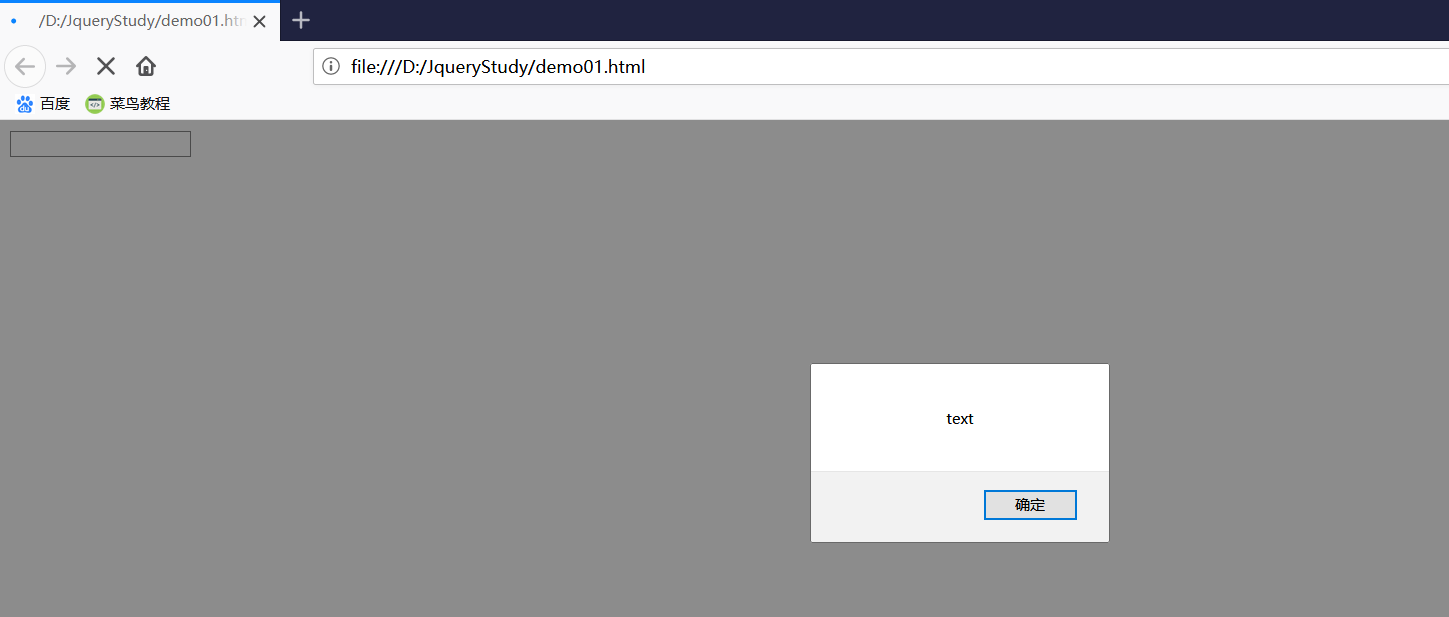 /D:/JqueryStudy/demo01.htm
file:///D:/JqueryStudy/demo01.html
百度 菜鸟教程
text
确定